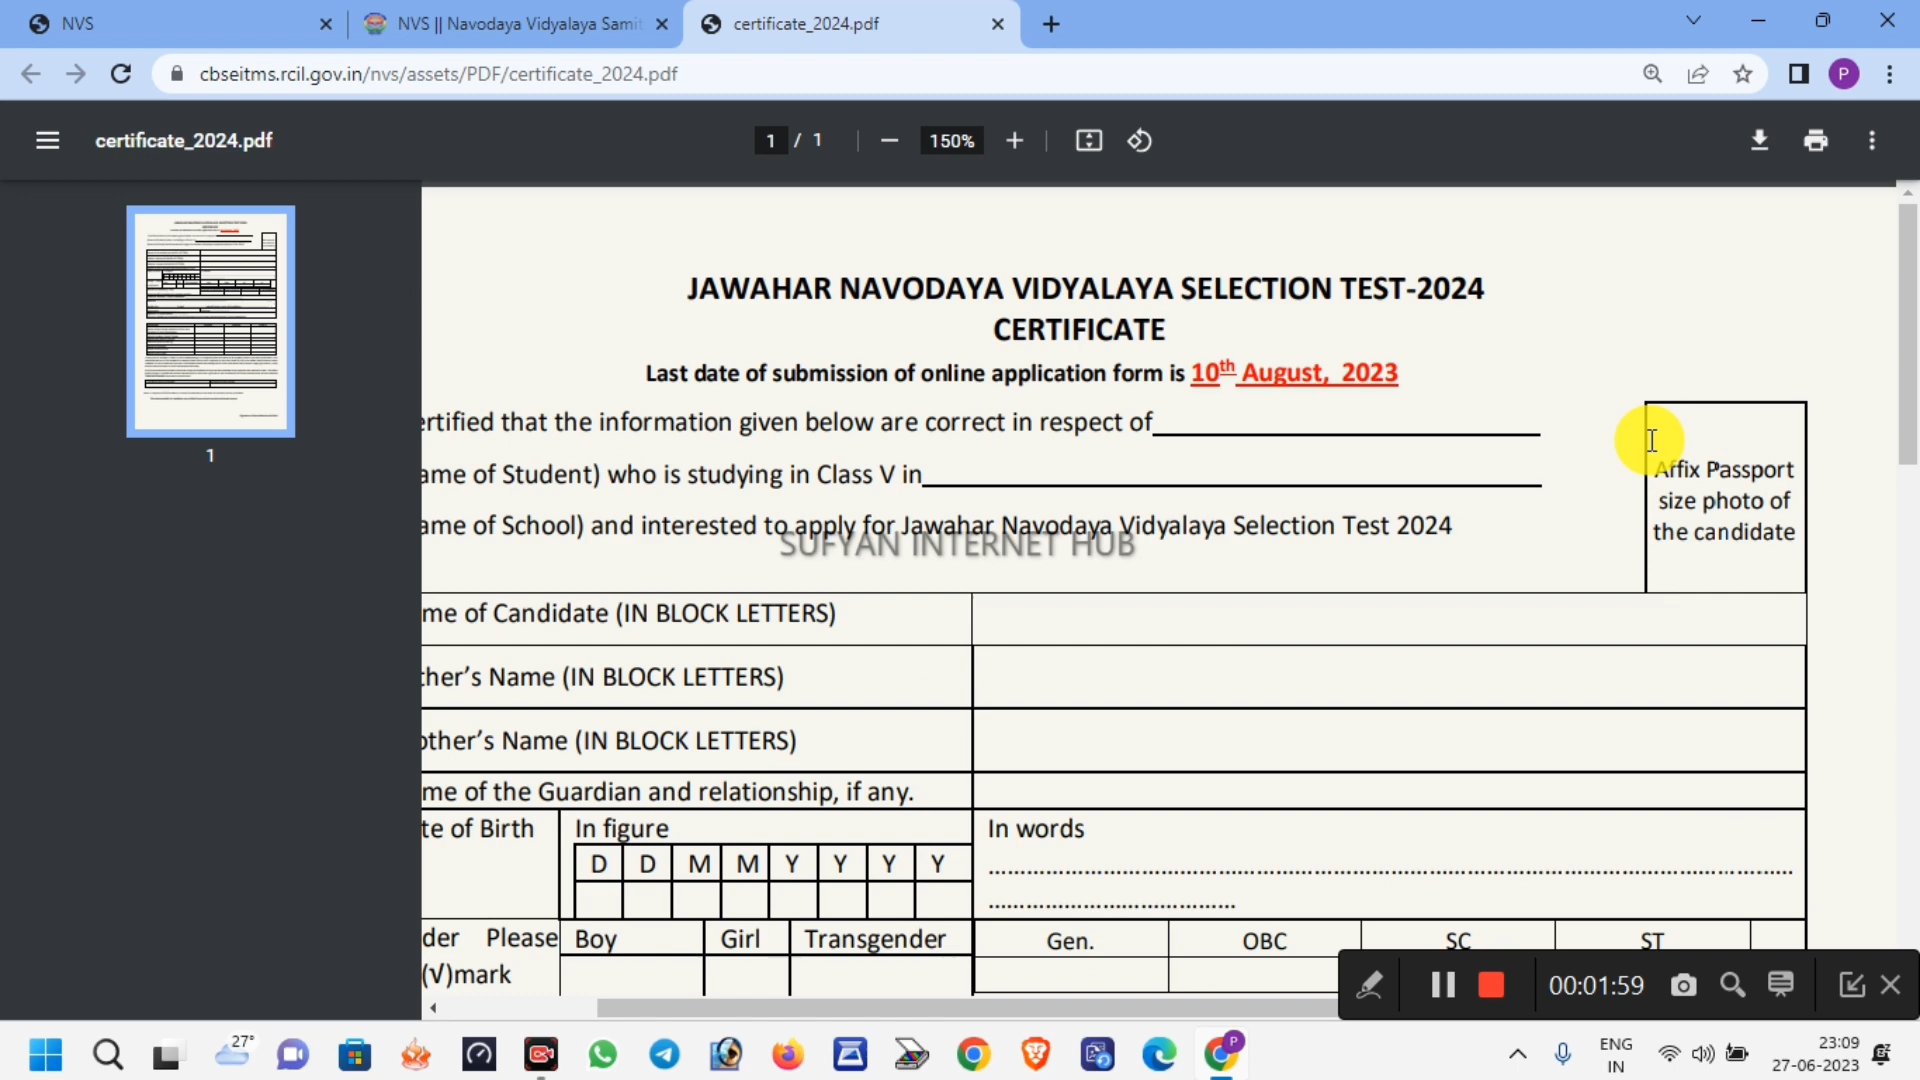 NVS
NVS || Navodaya Vidyalaya Samit
certificate_2024.pdf
cbseitms.rcil.gov.in/nvs/assets/PDF/certificate_2024.pdf
P
certificate_2024.pdf
1 / 1
150%
JAWAHAR NAVODAYA VIDYALAYA SELECTION TEST-2024
CERTIFICATE
Last date of submission of online application form is 10th August, 2023
ertified that the information given below are correct in respect of
ame of Student) who is studying in Class V in
ame of School) and interested to apply for Jawahar Navodaya Vidyalaya Selection Test 2024
Affix Passport
size photo of
the candidate
SUFYAN INTERNET HUB
1
me of Candidate (IN BLOCK LETTERS)
ther's Name (IN BLOCK LETTERS)
other's Name (IN BLOCK LETTERS)
me of the Guardian and relationship, if any.
te of Birth
In figure
D D M M Y Y Y Y
In words
der Please
(√)mark
Boy Girl Transgender
Gen. OBC SC ST
00:01:59
27°
P
ENG
IN
23:09
27-06-2023